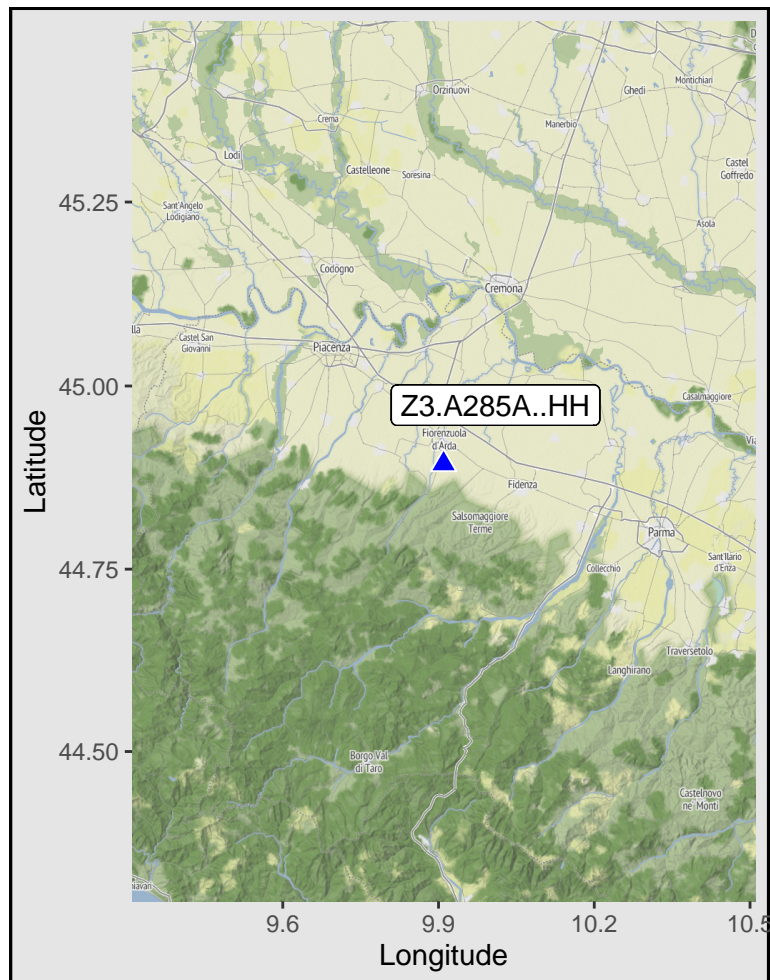 Orzinuovi
Ghedi
Montichiari
Crema
Manerbio
Lodi
Castelleone
Soresina
Castel
Goffredo
Sant'Angelo
Lodigiano
Asola
45.25
Codogno
Cremona
Castel San
Giovanni
Piacenza
45.00
Casalmaggiore
Z3.A285A..HH
Fiorenzuola
d'Arda
Fidenza
Salsomaggiore
Terme
Parma
Sant'Ilario
d'Enza
Collecchio
44.75
Traversetolo
Langhirano
44.50
Borgo Val
di Taro
Castelnovo
ne' Monti
9.6
9.9
10.2
10.5
Longitude
Latitude